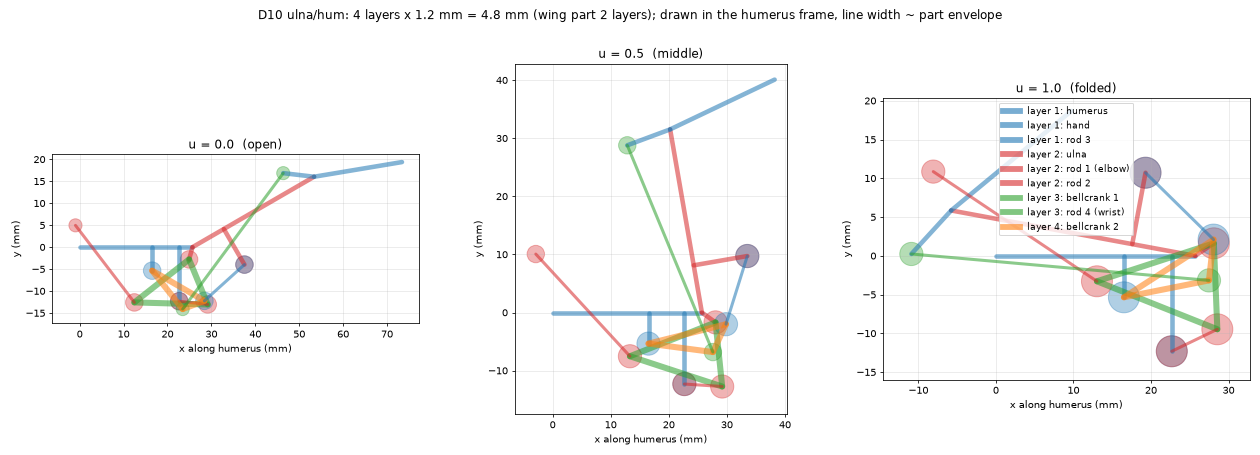 D10 ulna/hum: 4 layers x 1.2 mm = 4.8 mm (wing part 2 layers); drawn in the humerus frame, line width ~ part envelope
u = 0.0  (open)
20
15
10
5
0
−5
−10
−15
0
10
20
30
40
50
60
70
x along humerus (mm)
y (mm)
u = 0.5  (middle)
40
30
20
10
0
−10
0
10
20
30
40
x along humerus (mm)
y (mm)
u = 1.0  (folded)
20
15
10
5
0
−5
−10
−15
−10
0
10
20
30
x along humerus (mm)
y (mm)
layer 1: humerus
layer 1: hand
layer 1: rod 3
layer 2: ulna
layer 2: rod 1 (elbow)
layer 2: rod 2
layer 3: bellcrank 1
layer 3: rod 4 (wrist)
layer 4: bellcrank 2